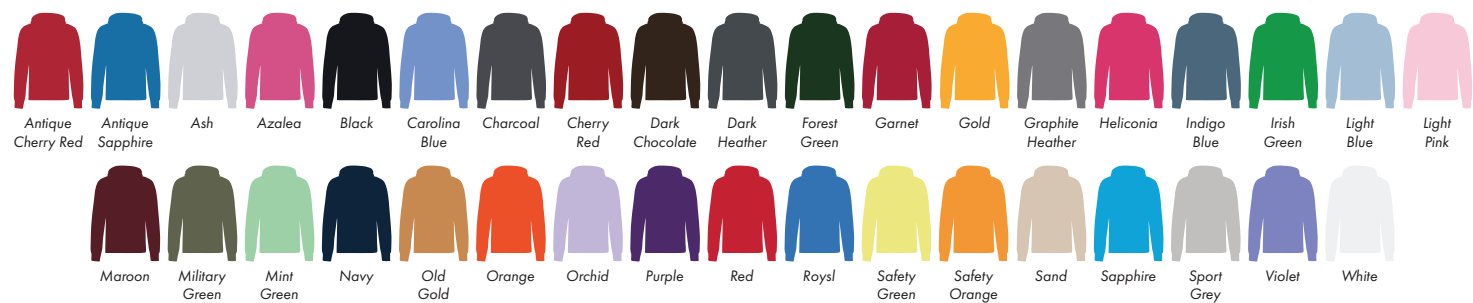 Antique
Cherry Red
Antique
Sapphire
Ash
Azalea
Black
Carolina
Blue
Charcoal
Cherry
Red
Dark
Chocolate
Dark
Heather
Forest
Green
Garnet
Gold
Graphite
Heather
Heliconia
Indigo
Blue
Irish
Green
Light
Blue
Light
Pink
Maroon
Military
Green
Mint
Green
Navy
Old
Gold
Orange
Orchid
Purple
Red
Roysl
Safety
Green
Safety
Orange
Sand
Sapphire
Sport
Grey
Violet
White